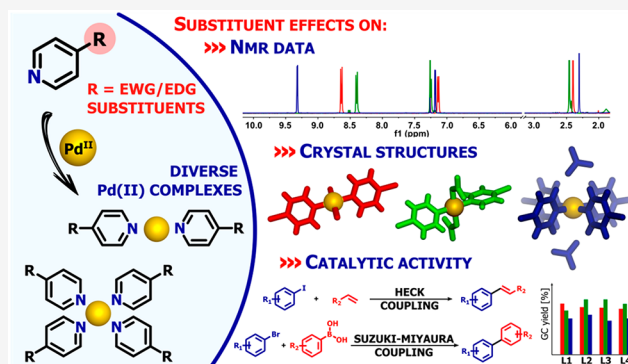 R
N
R = EWG/EDG
SUBSTITUENTS
Pd^II
DIVERSE
Pd(II) COMPLEXES
R N N R
R R
N N
N N
R R
SUBSTITUENT EFFECTS ON:
>>> NMR DATA
10.0 9.5 9.0 8.5 8.0 7.5 7.0 6.5 6.0 3.0 2.5 2.0
f1 (ppm)
>>> CRYSTAL STRUCTURES
>>> CATALYTIC ACTIVITY
R1 I + R2 HECK COUPLING R1 R2
R1 Br + R2 OH B OH SUZUKI-MIYAURA COUPLING R1 R2
GC yield [%]
L1 L2 L3 L4